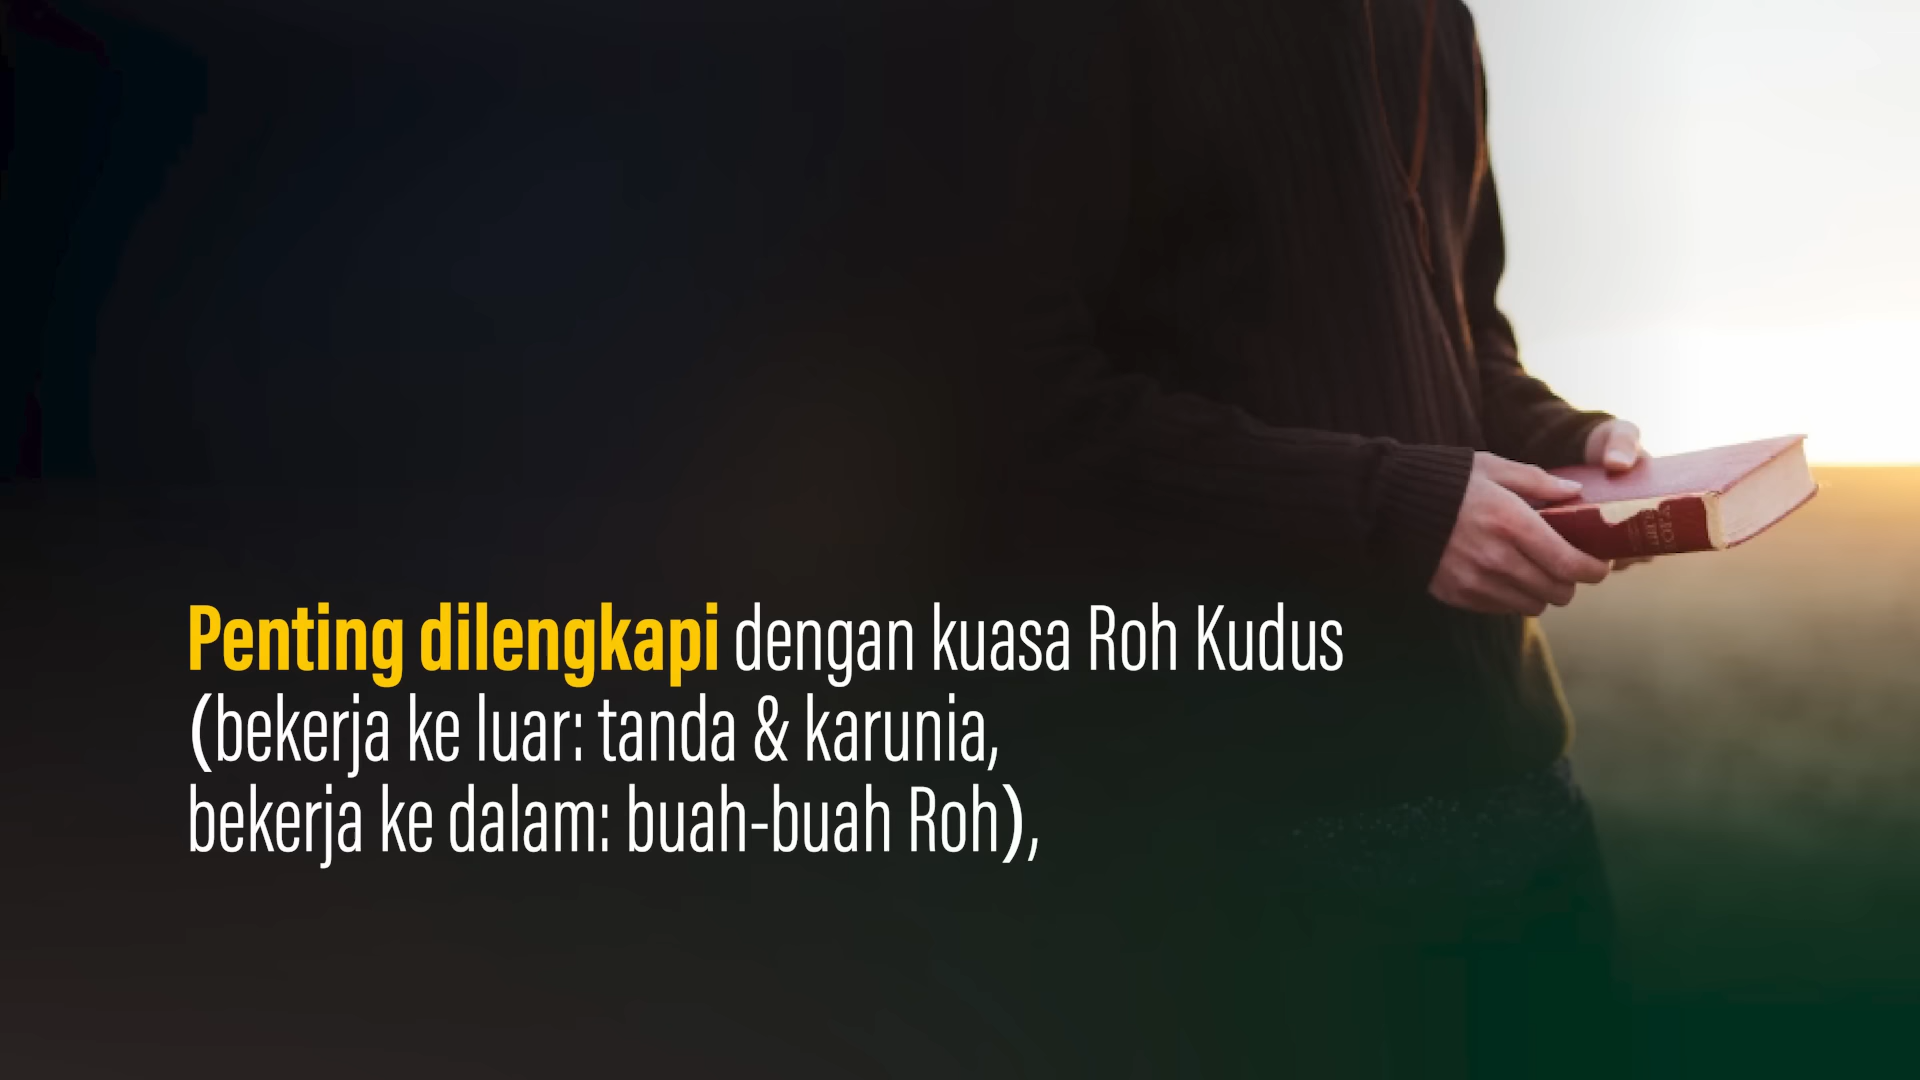 Penting dilengkapi dengan kuasa Roh Kudus
(bekerja ke luar: tanda & karunia,
bekerja ke dalam: buah-buah Roh),